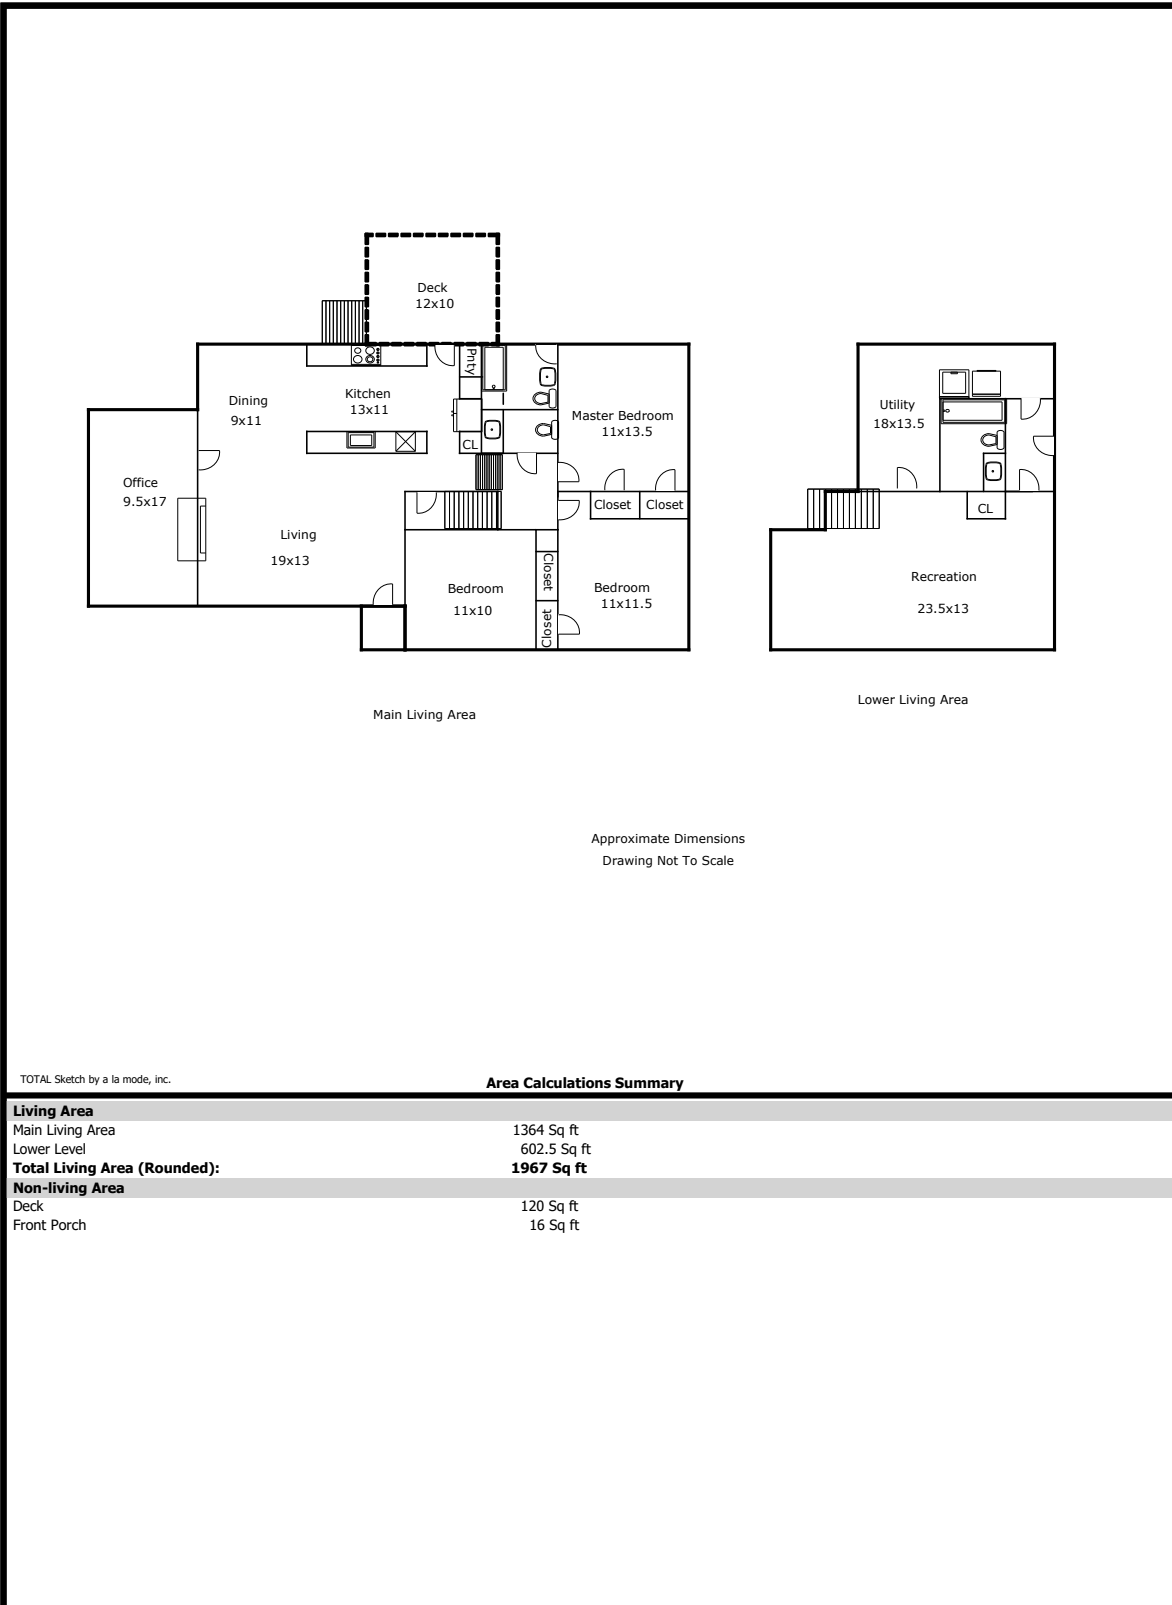 Deck
12x10
Pnty
Kitchen
13x11
Dining
9x11
Master Bedroom
11x13.5
CL
Office
9.5x17
Closet
Closet
Living
19x13
Closet
Bedroom
11x10
Bedroom
11x11.5
Closet
Main Living Area
Utility
18x13.5
CL
Recreation
23.5x13
Lower Living Area
Approximate Dimensions
Drawing Not To Scale
TOTAL Sketch by a la mode, inc.
Area Calculations Summary
Living Area
Main Living Area 1364 Sq ft
Lower Level 602.5 Sq ft
Total Living Area (Rounded): 1967 Sq ft
Non-living Area
Deck 120 Sq ft
Front Porch 16 Sq ft